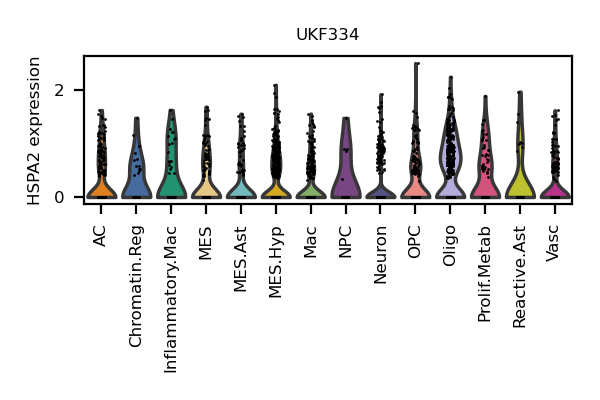 UKF334
HSPA2 expression
2
0
AC
Chromatin.Reg
Inflammatory.Mac
MES
MES.Ast
MES.Hyp
Mac
NPC
Neuron
OPC
Oligo
Prolif.Metab
Reactive.Ast
Vasc